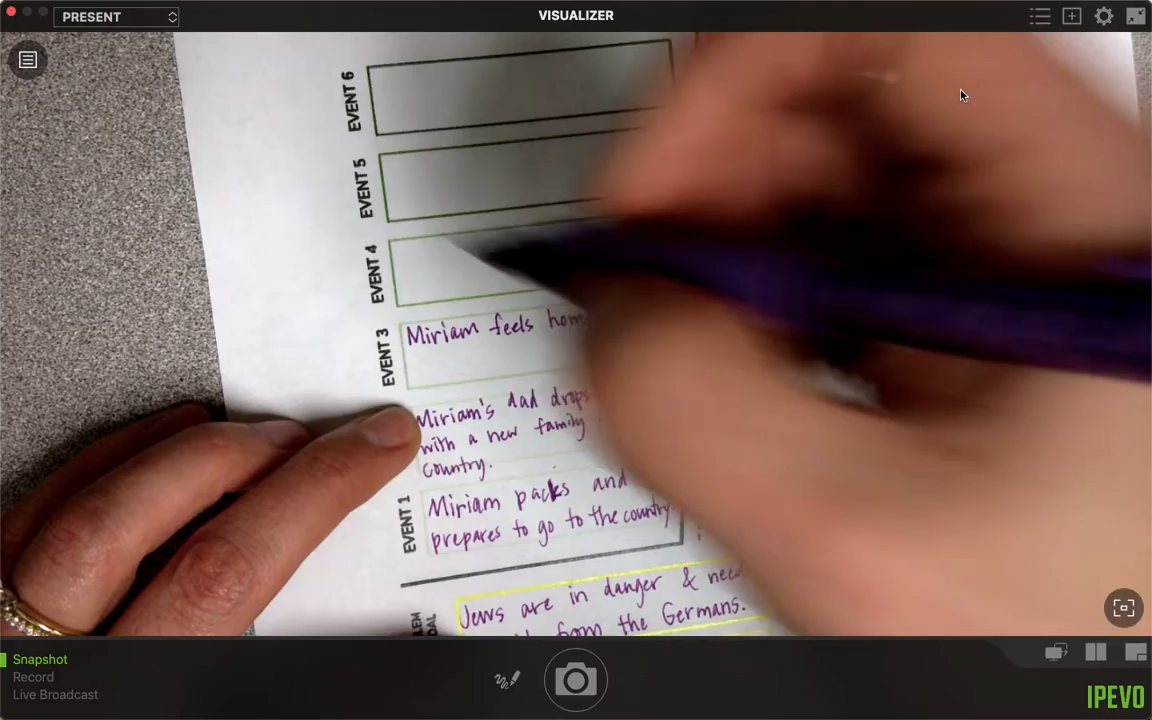 PRESENT
VISUALIZER
EVENT 6
EVENT 5
EVENT 4
EVENT 3
Miriam feels
Miriam's dad drops
with a new family
country.
EVENT 1
Miriam packs and
prepares to go to the country
Jews are in danger &
from the Germans.
Snapshot
Record
Live Broadcast
IPEVO